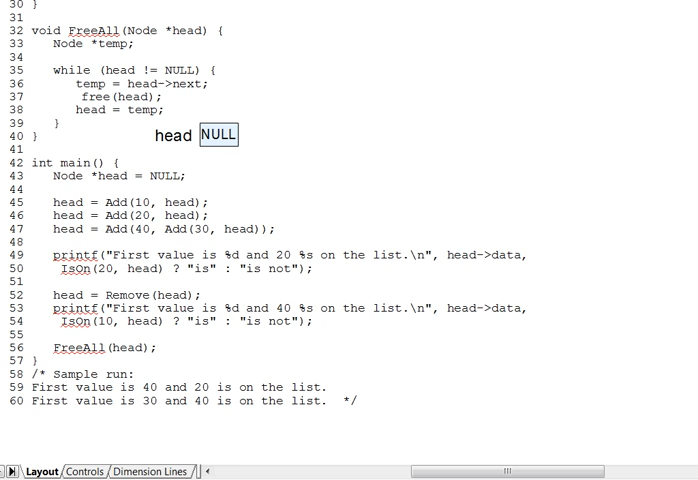 30 }
31
32 void FreeAll(Node *head) {
33    Node *temp;
34
35    while (head != NULL) {
36       temp = head->next;
37        free(head);
38       head = temp;
39    }
40 }    head NULL
41
42 int main() {
43    Node *head = NULL;
44
45    head = Add(10, head);
46    head = Add(20, head);
47    head = Add(40, Add(30, head));
48
49    printf("First value is %d and 20 %s on the list.\n", head->data,
50     IsOn(20, head) ? "is" : "is not");
51
52    head = Remove(head);
53    printf("First value is %d and 40 %s on the list.\n", head->data,
54     IsOn(10, head) ? "is" : "is not");
55
56    FreeAll(head);
57 }
58 /* Sample run:
59 First value is 40 and 20 is on the list.
60 First value is 30 and 40 is on the list.  */
Layout Controls Dimension Lines